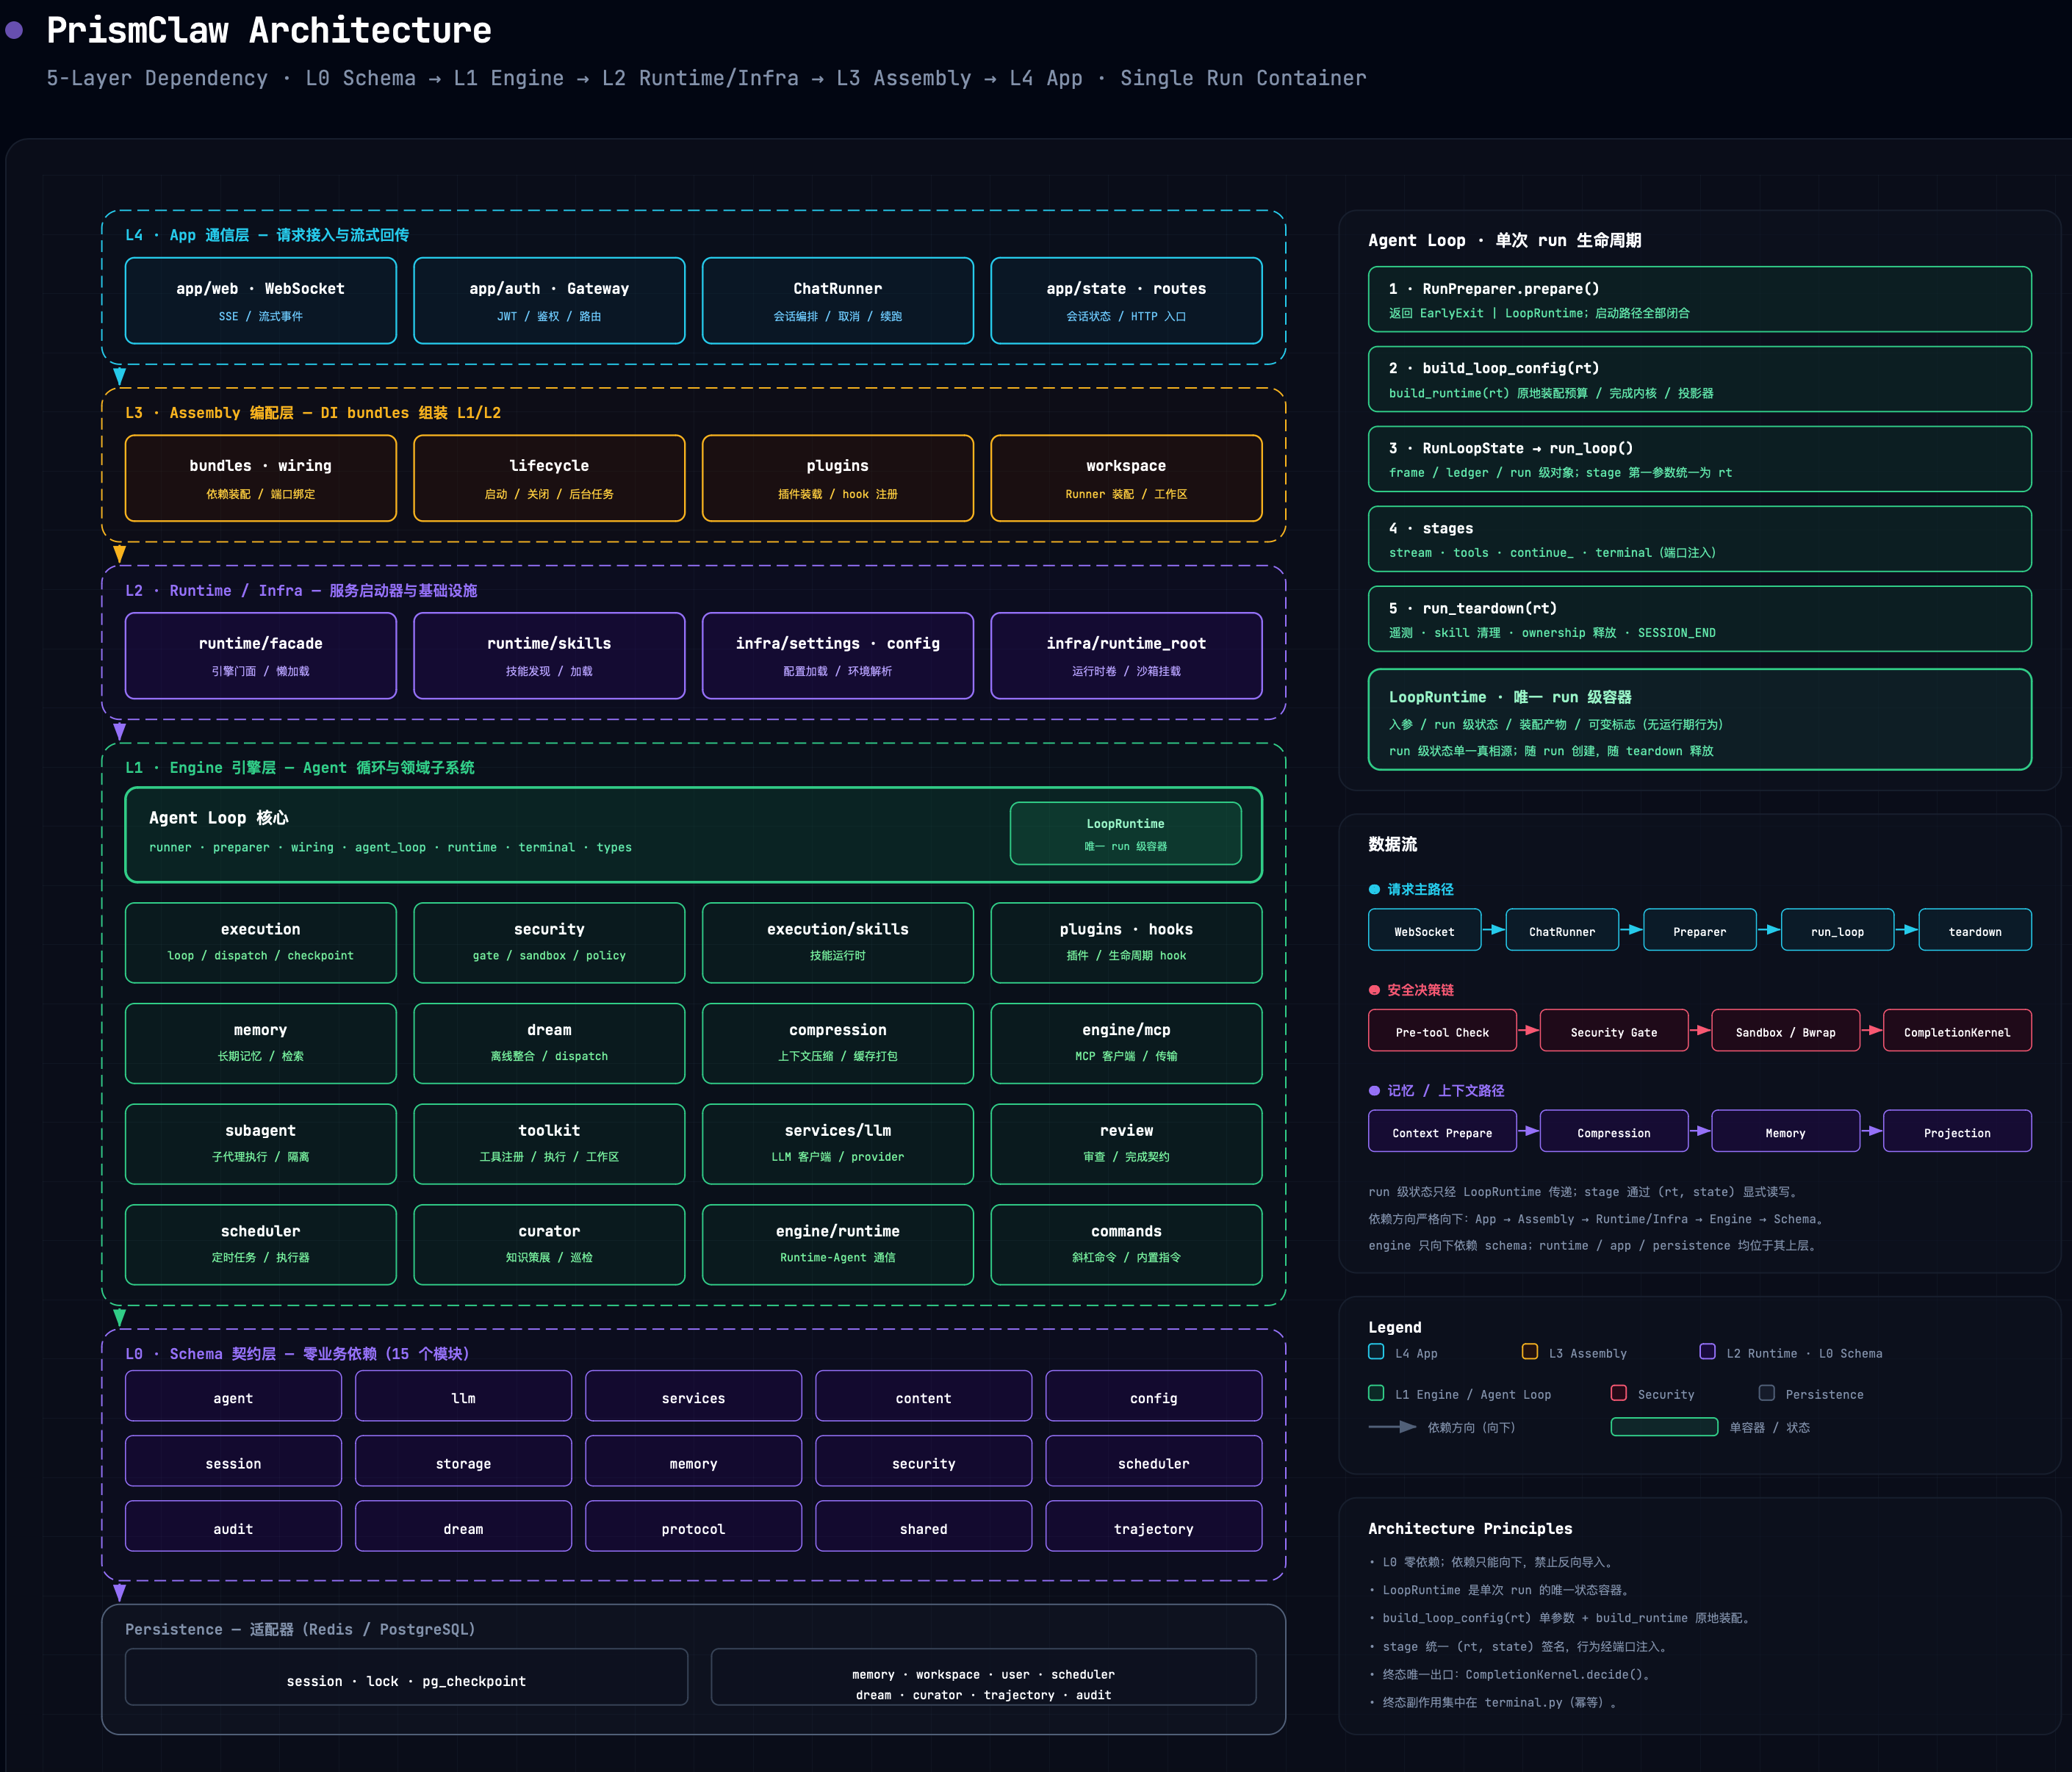 PrismClaw Architecture
5-Layer Dependency · L0 Schema → L1 Engine → L2 Runtime/Infra → L3 Assembly → L4 App · Single Run Container
L4 · App 通信层 — 请求接入与流式回传
app/web · WebSocket
SSE / 流式事件
app/auth · Gateway
JWT / 鉴权 / 路由
ChatRunner
会话编排 / 取消 / 续跑
app/state · routes
会话状态 / HTTP 入口
L3 · Assembly 编配层 — DI bundles 组装 L1/L2
bundles · wiring
依赖装配 / 端口绑定
lifecycle
启动 / 关闭 / 后台任务
plugins
插件装载 / hook 注册
workspace
Runner 装配 / 工作区
L2 · Runtime / Infra — 服务启动器与基础设施
runtime/facade
引擎门面 / 懒加载
runtime/skills
技能发现 / 加载
infra/settings · config
配置加载 / 环境解析
infra/runtime_root
运行时卷 / 沙箱挂载
L1 · Engine 引擎层 — Agent 循环与领域子系统
Agent Loop 核心
runner · preparer · wiring · agent_loop · runtime · terminal · types
LoopRuntime
唯一 run 级容器
execution
loop / dispatch / checkpoint
security
gate / sandbox / policy
execution/skills
技能运行时
plugins · hooks
插件 / 生命周期 hook
memory
长期记忆 / 检索
dream
离线整合 / dispatch
compression
上下文压缩 / 缓存打包
engine/mcp
MCP 客户端 / 传输
subagent
子代理执行 / 隔离
toolkit
工具注册 / 执行 / 工作区
services/llm
LLM 客户端 / provider
review
审查 / 完成契约
scheduler
定时任务 / 执行器
curator
知识策展 / 巡检
engine/runtime
Runtime-Agent 通信
commands
斜杠命令 / 内置指令
L0 · Schema 契约层 — 零业务依赖（15 个模块）
agent
llm
services
content
config
session
storage
memory
security
scheduler
audit
dream
protocol
shared
trajectory
Persistence — 适配器（Redis / PostgreSQL）
session · lock · pg_checkpoint
memory · workspace · user · scheduler
dream · curator · trajectory · audit
Agent Loop · 单次 run 生命周期
1 · RunPreparer.prepare()
返回 EarlyExit | LoopRuntime；启动路径全部闭合
2 · build_loop_config(rt)
build_runtime(rt) 原地装配预算 / 完成内核 / 投影器
3 · RunLoopState → run_loop()
frame / ledger / run 级对象；stage 第一参数统一为 rt
4 · stages
stream · tools · continue_ · terminal（端口注入）
5 · run_teardown(rt)
遥测 · skill 清理 · ownership 释放 · SESSION_END
LoopRuntime · 唯一 run 级容器
入参 / run 级状态 / 装配产物 / 可变标志（无运行期行为）
run 级状态单一真相源；随 run 创建，随 teardown 释放
数据流
请求主路径
WebSocket
ChatRunner
Preparer
run_loop
teardown
安全决策链
Pre-tool Check
Security Gate
Sandbox / Bwrap
CompletionKernel
记忆 / 上下文路径
Context Prepare
Compression
Memory
Projection
run 级状态只经 LoopRuntime 传递；stage 通过 (rt, state) 显式读写。
依赖方向严格向下：App → Assembly → Runtime/Infra → Engine → Schema。
engine 只向下依赖 schema；runtime / app / persistence 均位于其上层。
Legend
L4 App
L3 Assembly
L2 Runtime · L0 Schema
L1 Engine / Agent Loop
Security
Persistence
依赖方向（向下）
单容器 / 状态
Architecture Principles
• L0 零依赖；依赖只能向下，禁止反向导入。
• LoopRuntime 是单次 run 的唯一状态容器。
• build_loop_config(rt) 单参数 + build_runtime 原地装配。
• stage 统一 (rt, state) 签名，行为经端口注入。
• 终态唯一出口：CompletionKernel.decide()。
• 终态副作用集中在 terminal.py（幂等）。